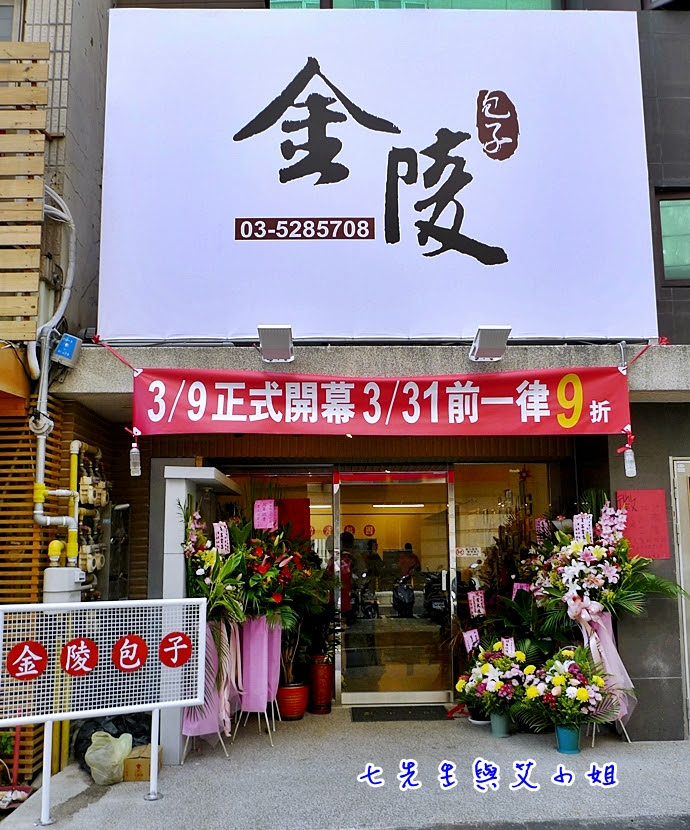 金陵
包子
03-5285708
3/9正式開幕3/31前一律9折
徵
金陵包子
七先生與艾小姐